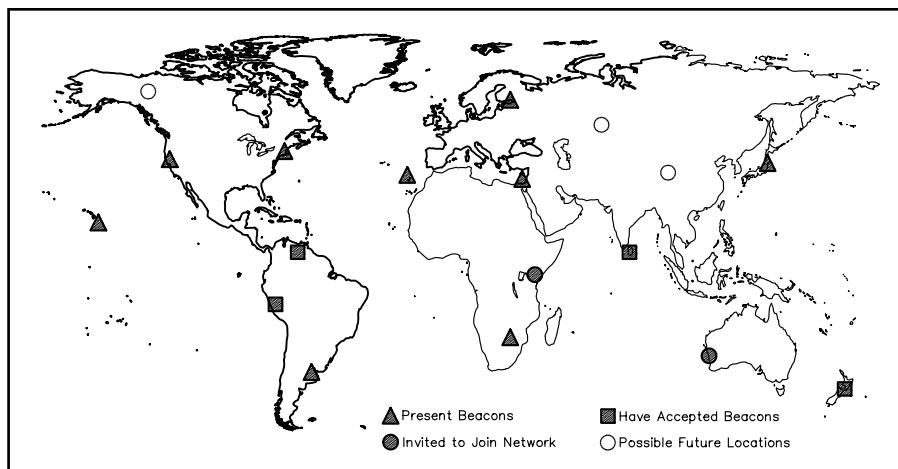 Present Beacons
Have Accepted Beacons
Invited to Join Network
Possible Future Locations